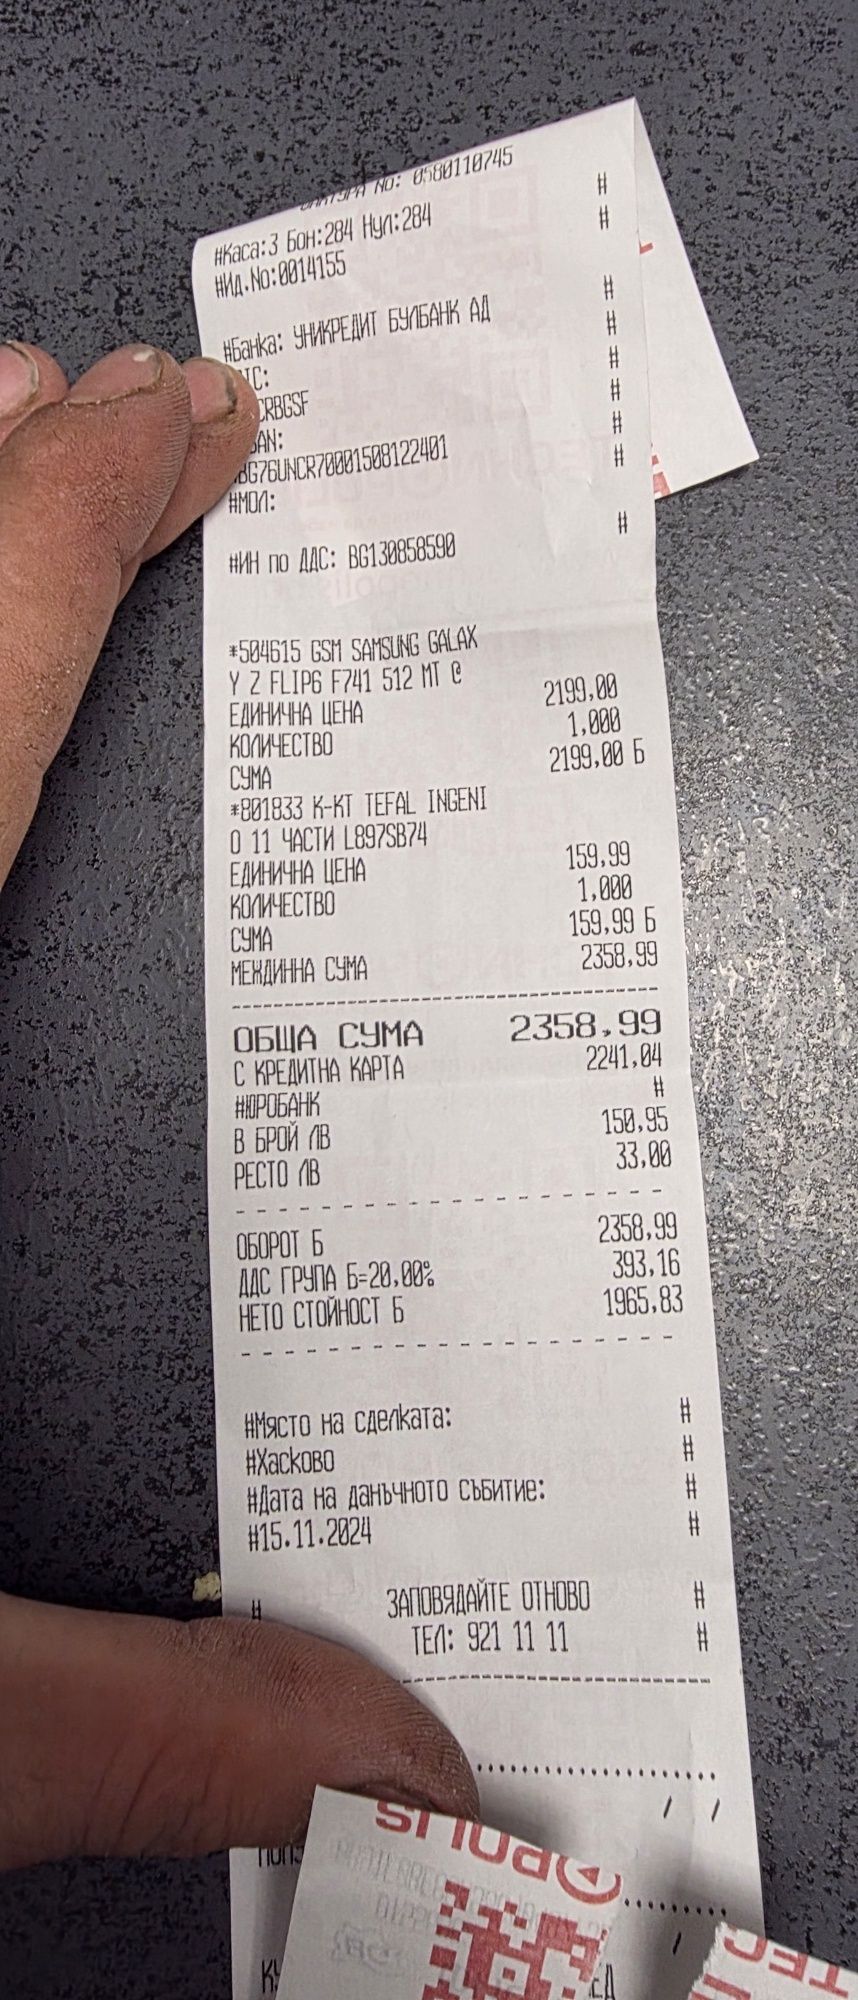 No: 0580110745
#Каса:3 Бон:284 Нул:284 #
#Ид.No:0014155 #
#Банка: УНИКРЕДИТ БУЛБАНК АД #
#
CRBGSF #
#
BG76UNCR70001508122401 #
#МОЛ: #
#ИН по ДДС: BG130858590 #
*504615 GSM SAMSUNG GALAX
Y Z FLIP6 F741 512 MT @
ЕДИНИЧНА ЦЕНА 2199,00
КОЛИЧЕСТВО 1,000
СУМА 2199,00 Б
*801833 К-КТ TEFAL INGENI
O 11 ЧАСТИ L897SB74
ЕДИНИЧНА ЦЕНА 159,99
КОЛИЧЕСТВО 1,000
СУМА 159,99 Б
МЕЖДИННА СУМА 2358,99
ОБЩА СУМА 2358,99
С КРЕДИТНА КАРТА 2241,04
#ЮРОБАНК #
В БРОЙ ЛВ 150,95
РЕСТО ЛВ 33,00
ОБОРОТ Б 2358,99
ДДС ГРУПА Б=20.00% 393,16
НЕТО СТОЙНОСТ Б 1965,83
#Място на сделката: #
#Хасково #
#Дата на данъчното събитие: #
#15.11.2024 #
# ЗАПОВЯДАЙТЕ ОТНОВО #
ТЕЛ: 921 11 11 #
/ /
/